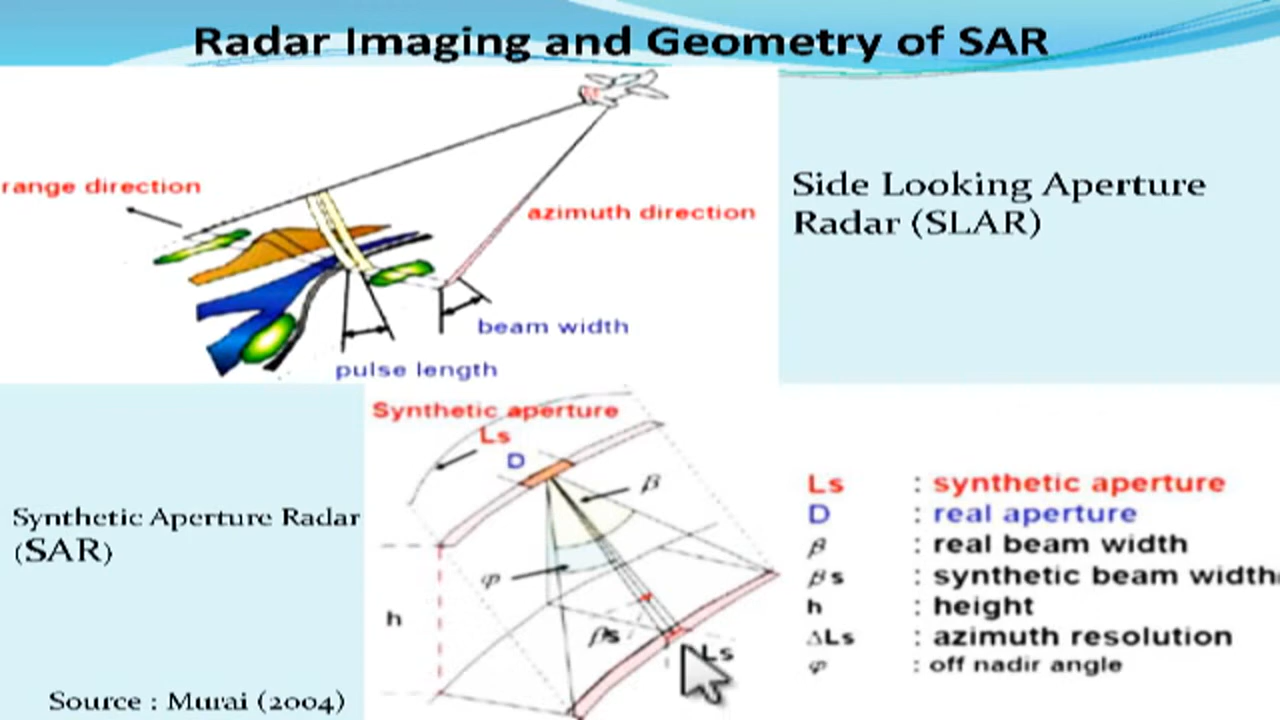 Radar Imaging and Geometry of SAR
range direction
azimuth direction
beam width
pulse length
Side Looking Aperture
Radar (SLAR)
Synthetic aperture
Ls
D
β
φ
h
βs
Ls
Synthetic Aperture Radar
(SAR)
Source : Murai (2004)
Ls : synthetic aperture
D : real aperture
β : real beam width
βs : synthetic beam width
h : height
ΔLs : azimuth resolution
φ : off nadir angle